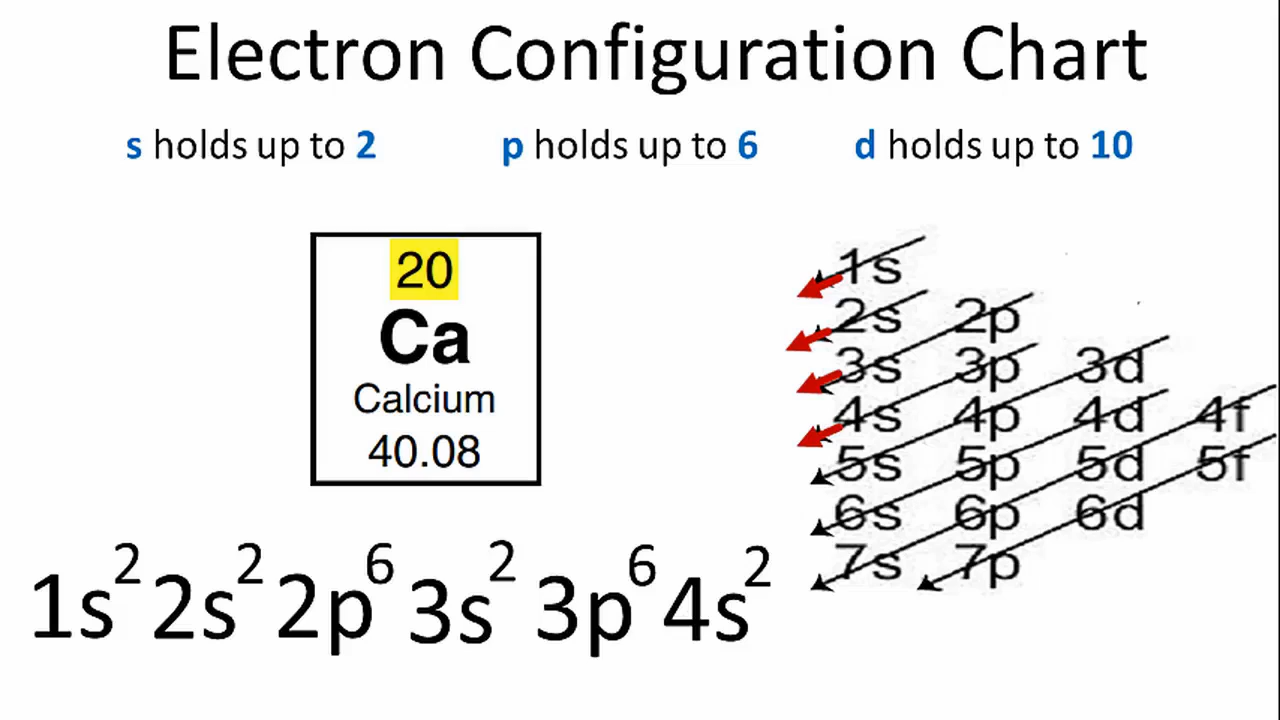 Electron Configuration Chart
s holds up to 2 p holds up to 6 d holds up to 10
20
Ca
Calcium
40.08
1s
2s 2p
3s 3p 3d
4s 4p 4d 4f
5s 5p 5d 5f
6s 6p 6d
7s 7p
1s² 2s² 2p⁶ 3s² 3p⁶ 4s²